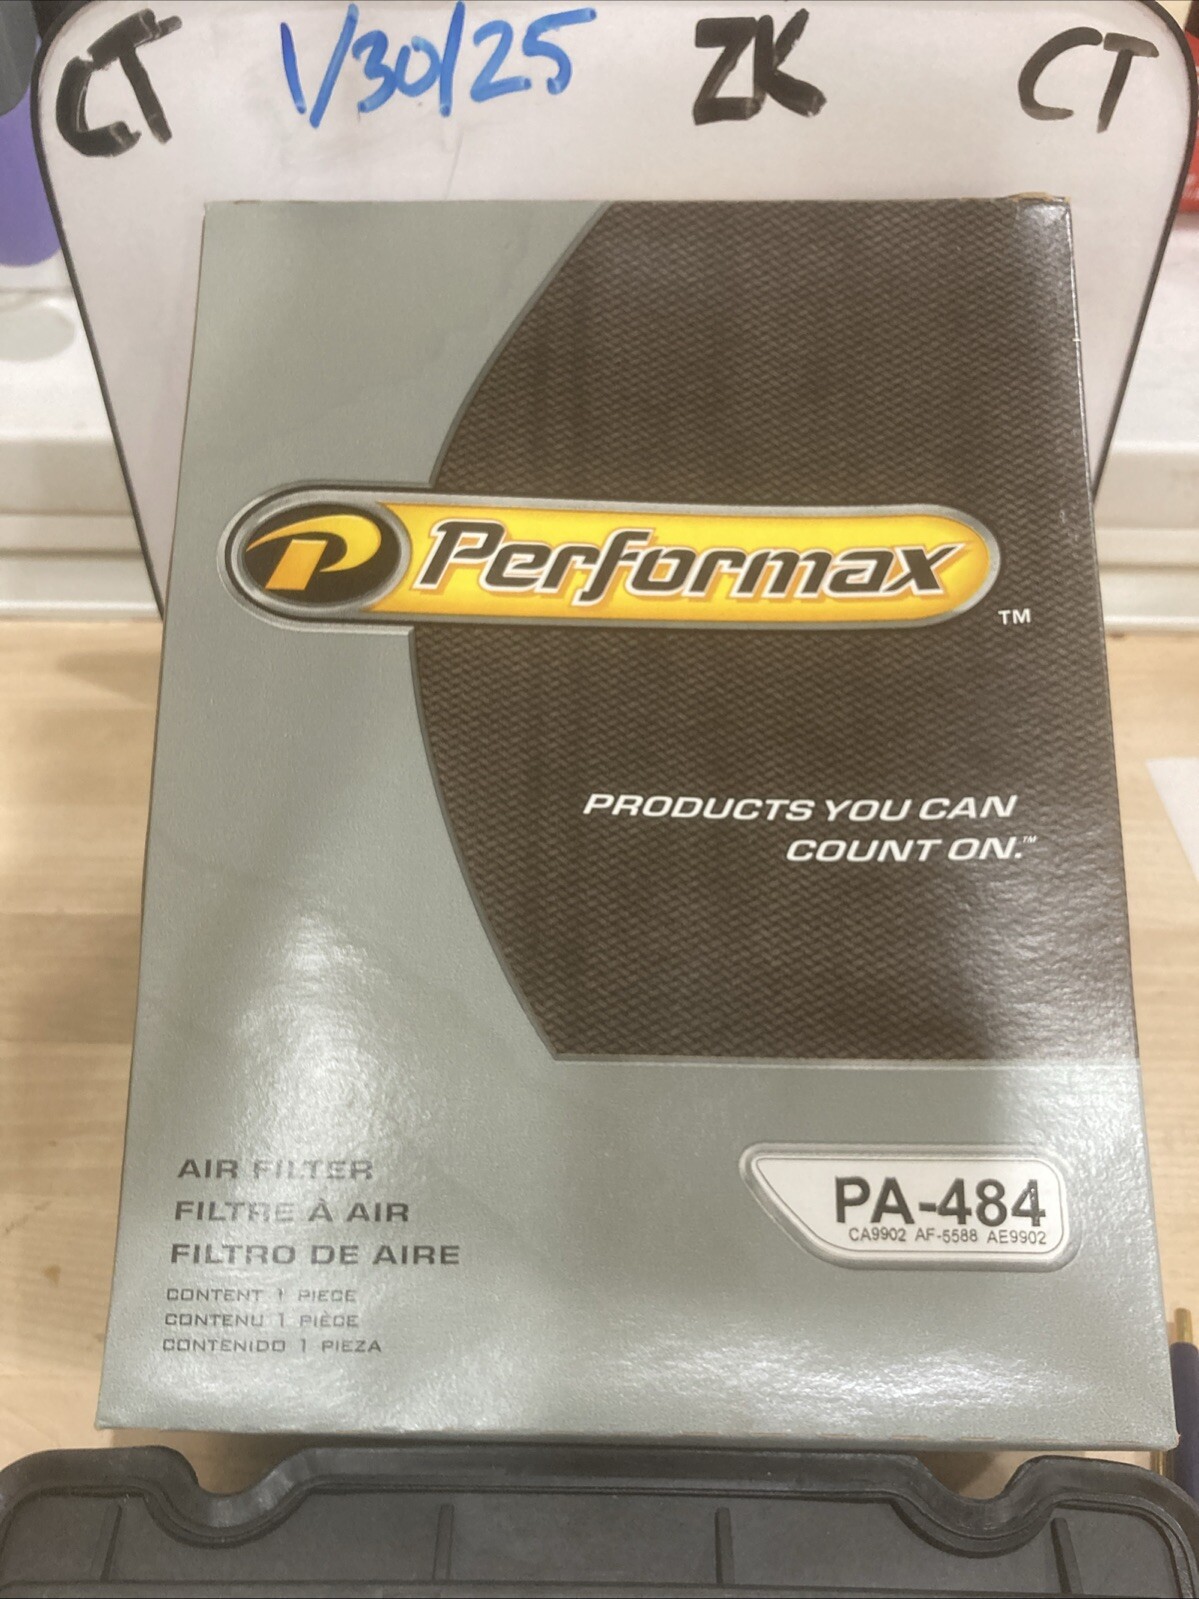 CT 1/30/25 ZK CT
P Performax TM
PRODUCTS YOU CAN
COUNT ON.™
AIR FILTER
FILTRE À AIR
FILTRO DE AIRE
CONTENT 1 PIECE
CONTENU 1 PIÈCE
CONTENIDO 1 PIEZA
PA-484
CA9902 AF-5588 AE9902